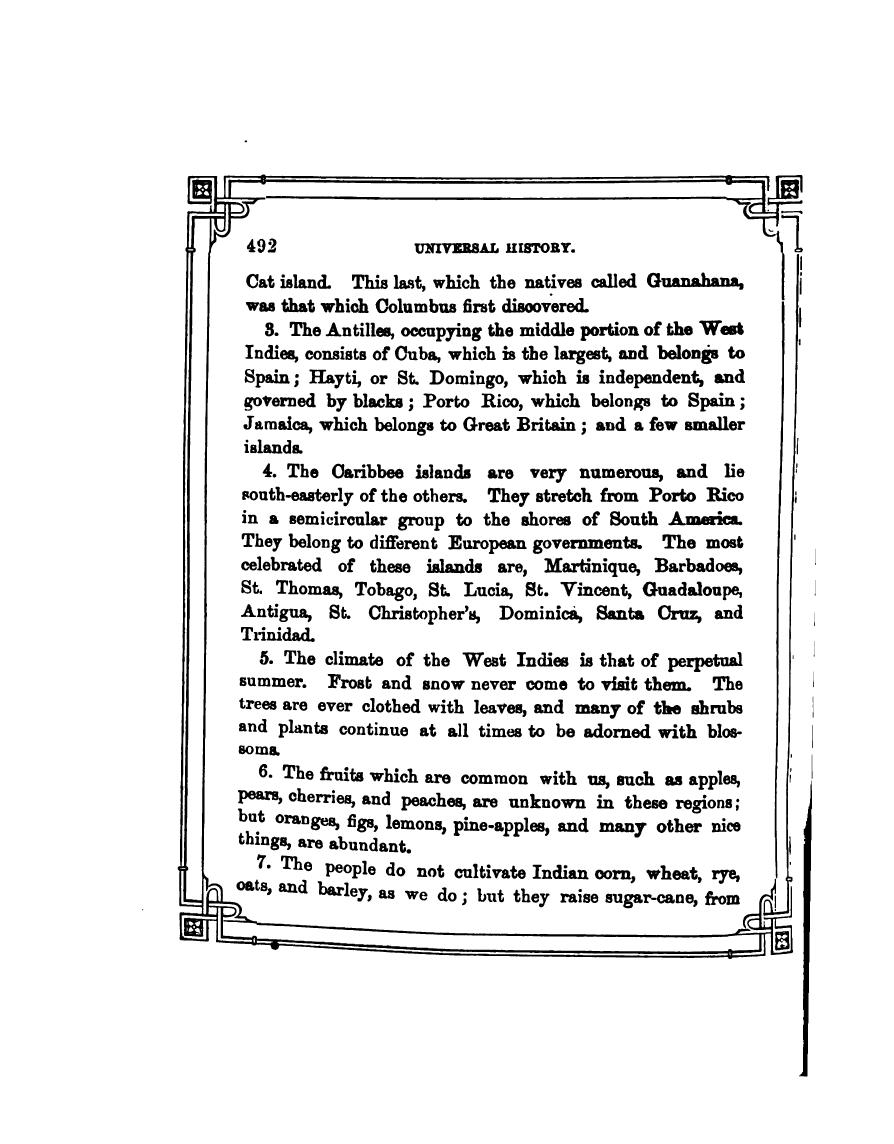 492 UNIVERSAL HISTORY.
Cat island. This last, which the natives called Guanahana,
was that which Columbus first discovered.
3. The Antilles, occupying the middle portion of the West
Indies, consists of Cuba, which is the largest, and belongs to
Spain; Hayti, or St. Domingo, which is independent, and
governed by blacks; Porto Rico, which belongs to Spain;
Jamaica, which belongs to Great Britain; and a few smaller
islands.
4. The Caribbee islands are very numerous, and lie
south-easterly of the others. They stretch from Porto Rico
in a semicircular group to the shores of South America.
They belong to different European governments. The most
celebrated of these islands are, Martinique, Barbadoes,
St. Thomas, Tobago, St. Lucia, St. Vincent, Guadaloupe,
Antigua, St. Christopher's, Dominica, Santa Cruz, and
Trinidad.
5. The climate of the West Indies is that of perpetual
summer. Frost and snow never come to visit them. The
trees are ever clothed with leaves, and many of the shrubs
and plants continue at all times to be adorned with blos-
soms.
6. The fruits which are common with us, such as apples,
pears, cherries, and peaches, are unknown in these regions;
but oranges, figs, lemons, pine-apples, and many other nice
things, are abundant.
7. The people do not cultivate Indian corn, wheat, rye,
oats, and barley, as we do; but they raise sugar-cane, from